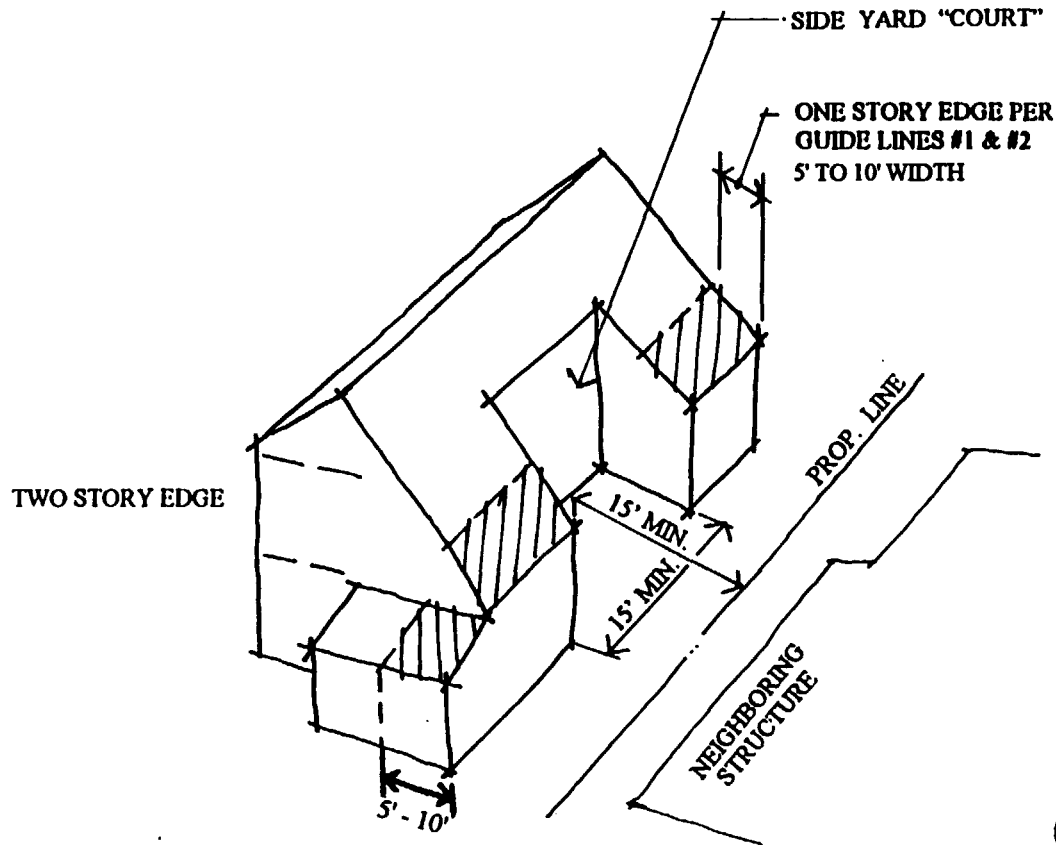 SIDE YARD “COURT”
ONE STORY EDGE PER
GUIDE LINES #1 & #2
5' TO 10' WIDTH
TWO STORY EDGE
PROP. LINE
15' MIN.
15' MIN.
NEIGHBORING
STRUCTURE
5' - 10'